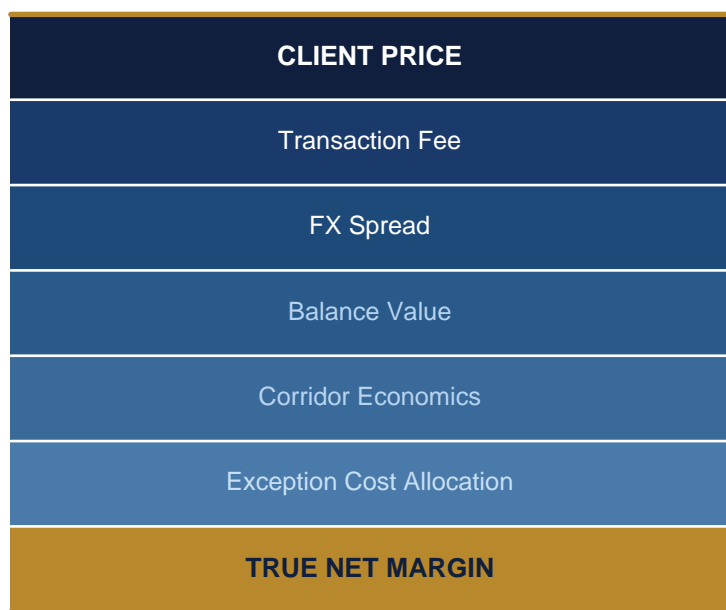 CLIENT PRICE
Transaction Fee
FX Spread
Balance Value
Corridor Economics
Exception Cost Allocation
TRUE NET MARGIN